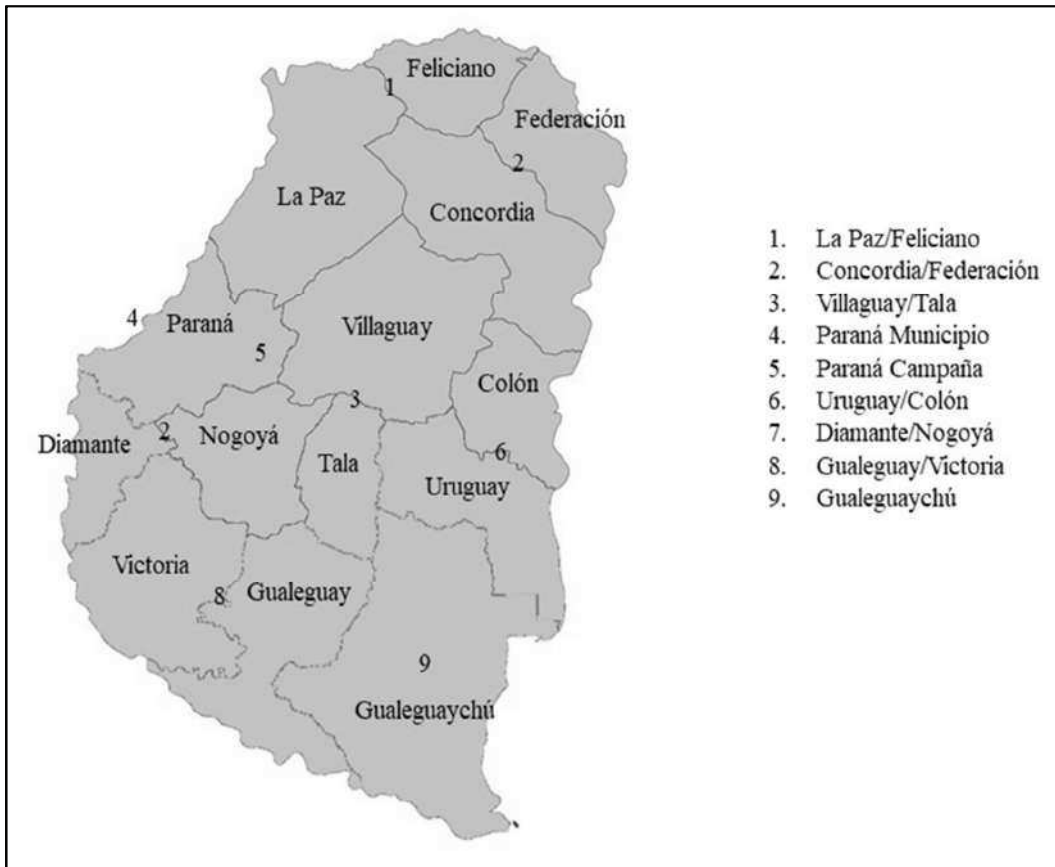 Feliciano
1
Federación
2
La Paz
Concordia
4
Paraná
Villaguay
5
Colón
3
2
Nogoyá
Diamante
Tala
6
Uruguay
Victoria
8
Gualeguay
9
Gualeguaychú
1. La Paz/Feliciano
2. Concordia/Federación
3. Villaguay/Tala
4. Paraná Municipio
5. Paraná Campaña
6. Uruguay/Colón
7. Diamante/Nogoyá
8. Gualeguay/Victoria
9. Gualeguaychú